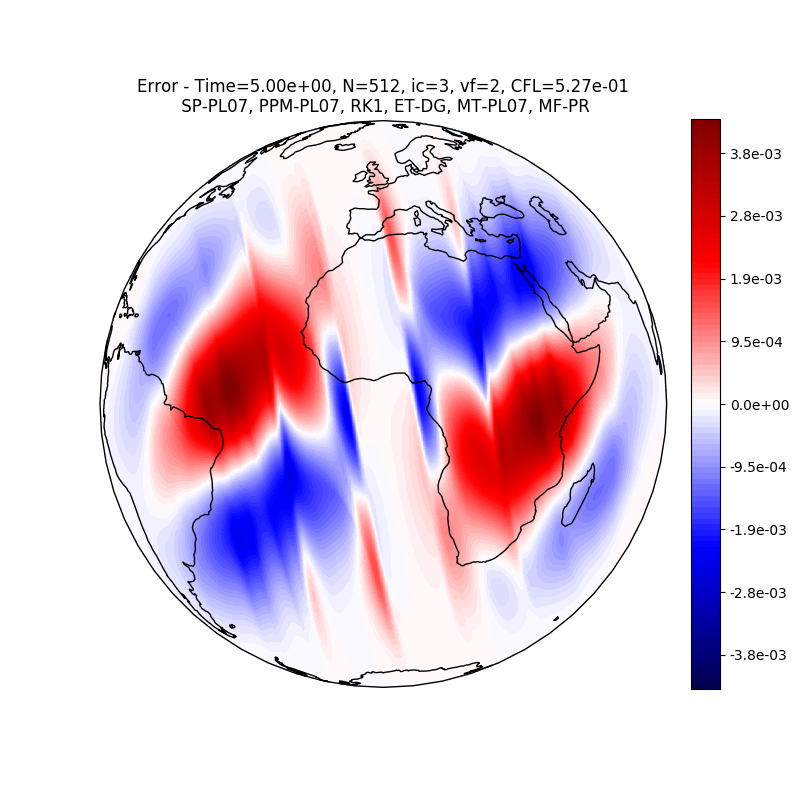 Error - Time=5.00e+00, N=512, ic=3, vf=2, CFL=5.27e-01
SP-PL07, PPM-PL07, RK1, ET-DG, MT-PL07, MF-PR
3.8e-03
2.8e-03
1.9e-03
9.5e-04
0.0e+00
-9.5e-04
-1.9e-03
-2.8e-03
-3.8e-03